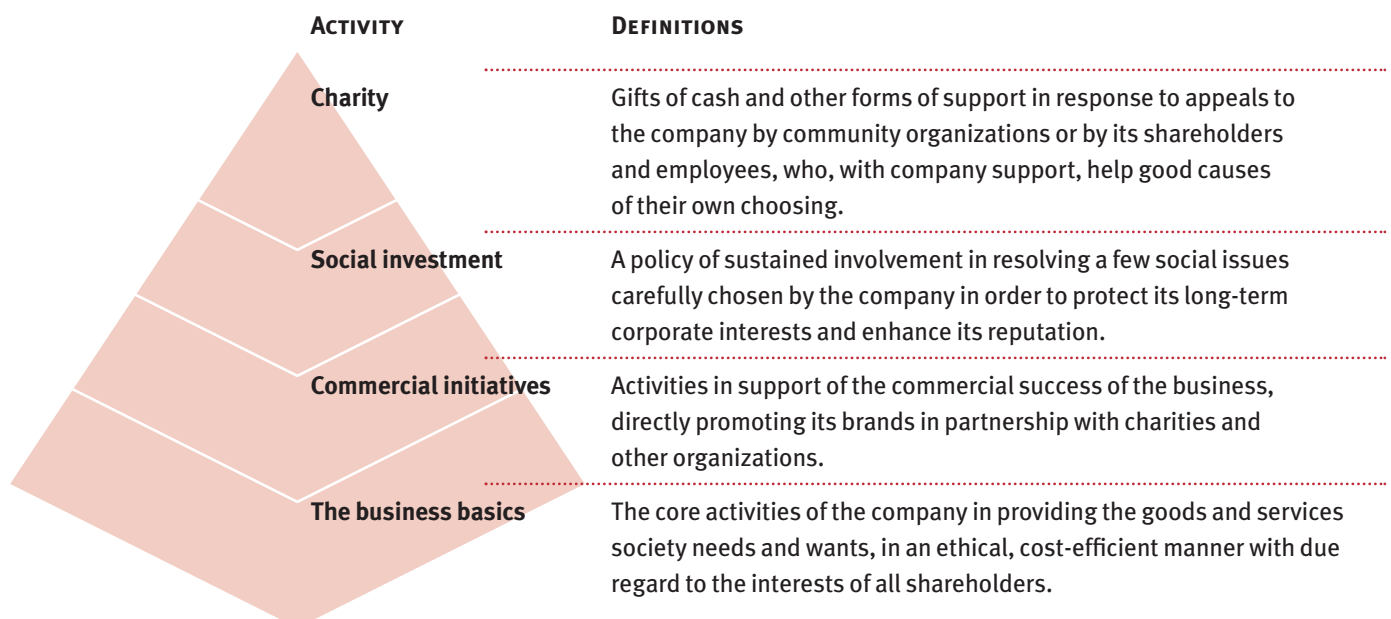 ACTIVITY DEFINITIONS
Charity Gifts of cash and other forms of support in response to appeals to
the company by community organizations or by its shareholders
and employees, who, with company support, help good causes
of their own choosing.
Social investment A policy of sustained involvement in resolving a few social issues
carefully chosen by the company in order to protect its long-term
corporate interests and enhance its reputation.
Commercial initiatives Activities in support of the commercial success of the business,
directly promoting its brands in partnership with charities and
other organizations.
The business basics The core activities of the company in providing the goods and services
society needs and wants, in an ethical, cost-efficient manner with due
regard to the interests of all shareholders.